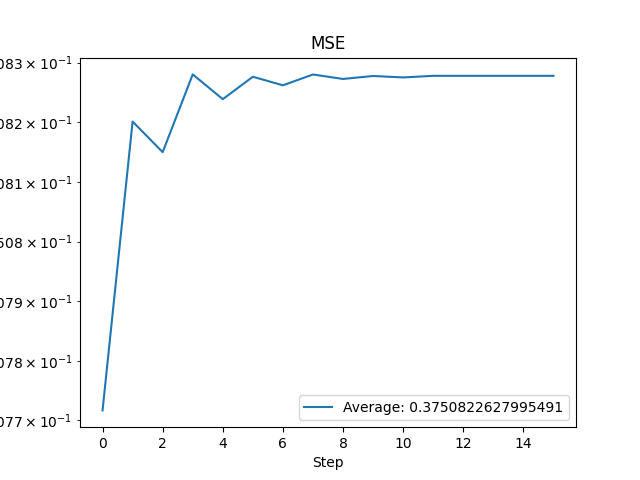 MSE
083 × 10⁻¹
082 × 10⁻¹
081 × 10⁻¹
508 × 10⁻¹
079 × 10⁻¹
078 × 10⁻¹
077 × 10⁻¹
Average: 0.3750822627995491
0 2 4 6 8 10 12 14
Step